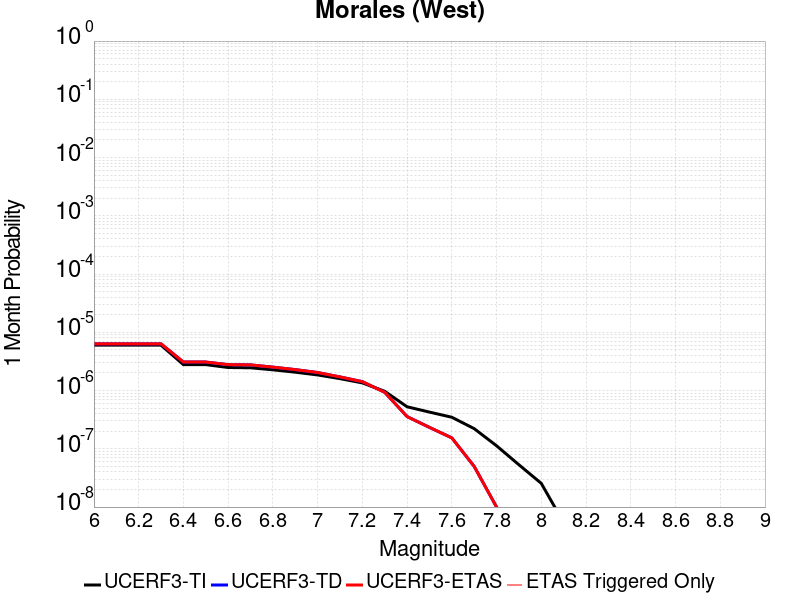 Morales (West)
10 0
10 -1
10 -2
10 -3
10 -4
10 -5
10 -6
10 -7
10 -8
1 Month Probability
6 6.2 6.4 6.6 6.8 7 7.2 7.4 7.6 7.8 8 8.2 8.4 8.6 8.8 9
Magnitude
UCERF3-TI UCERF3-TD UCERF3-ETAS ETAS Triggered Only